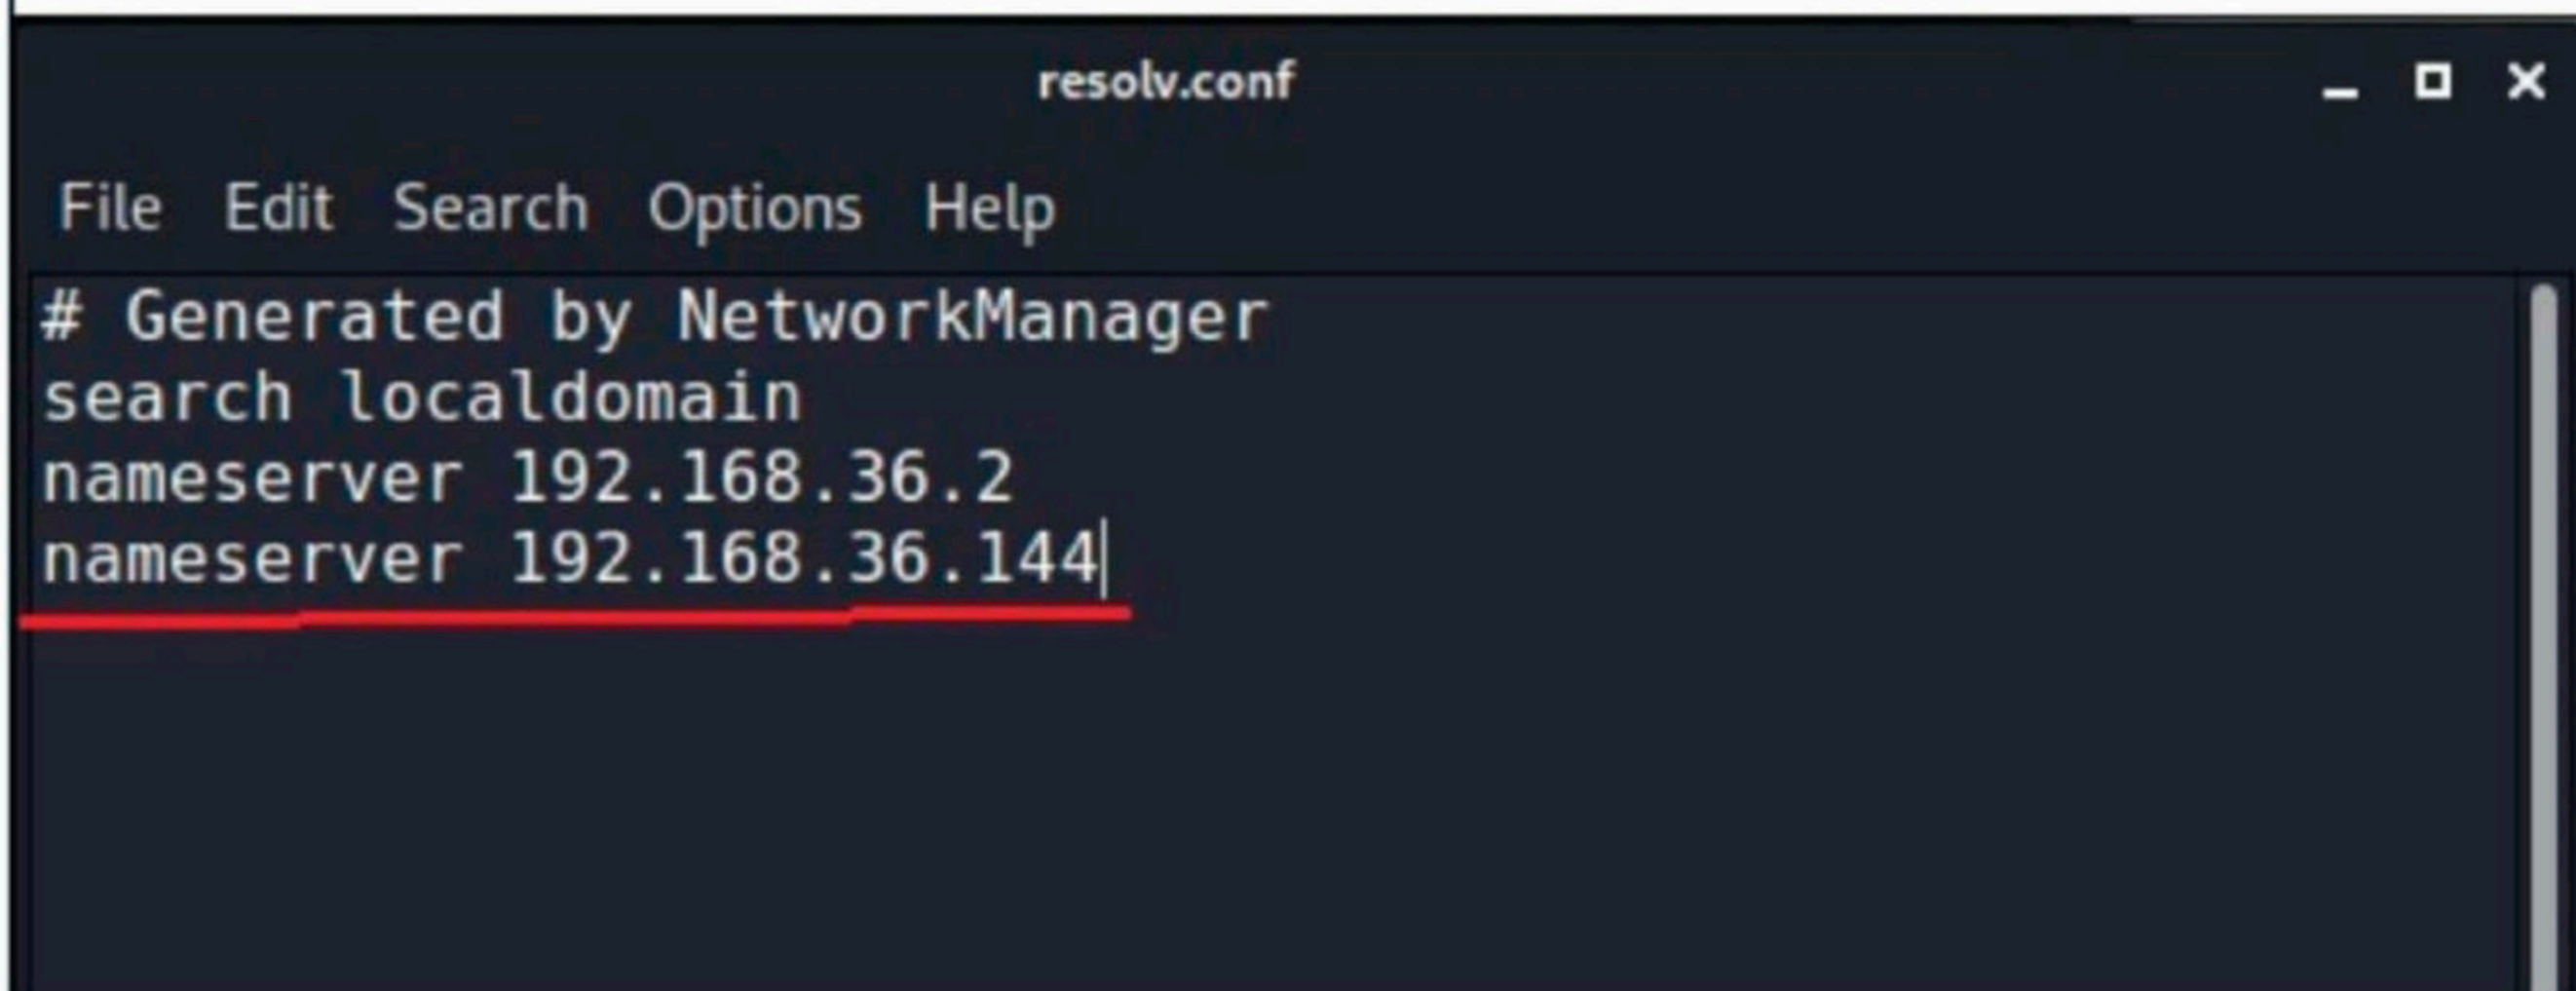 resolv.conf
File Edit Search Options Help
# Generated by NetworkManager
search localdomain
nameserver 192.168.36.2
nameserver 192.168.36.144